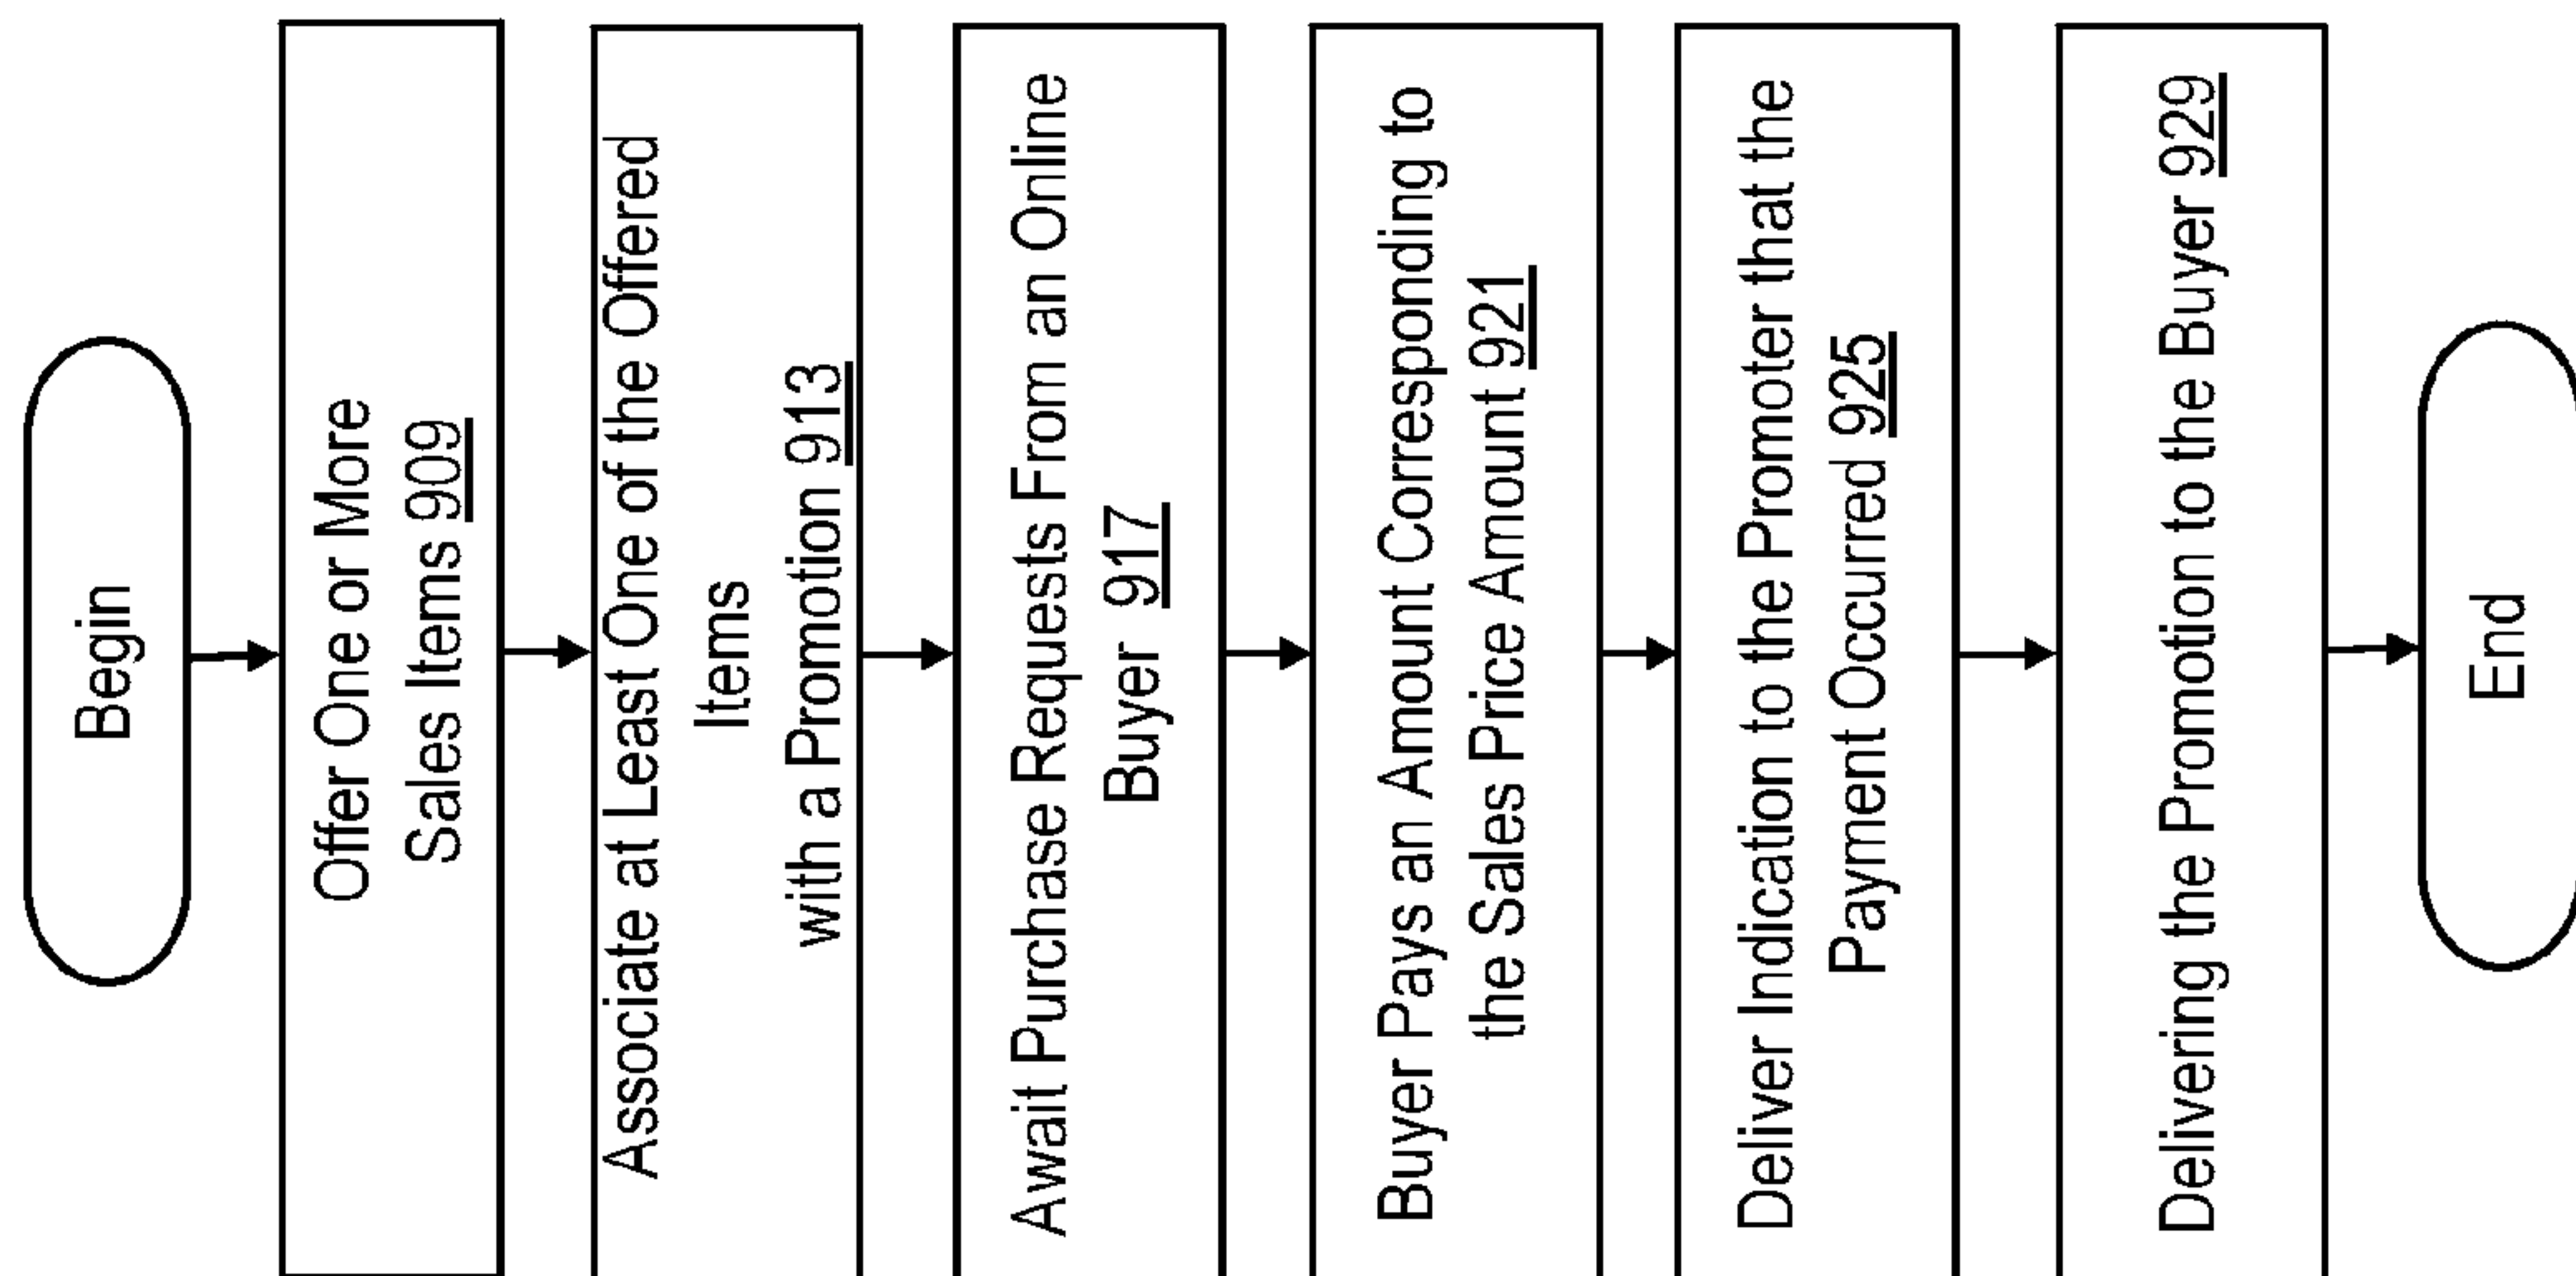 Begin
Offer One or More
Sales Items 909
Associate at Least One of the Offered
Items
with a Promotion 913
Await Purchase Requests From an Online
Buyer 917
Buyer Pays an Amount Corresponding to
the Sales Price Amount 921
Deliver Indication to the Promoter that the
Payment Occurred 925
Delivering the Promotion to the Buyer 929
End